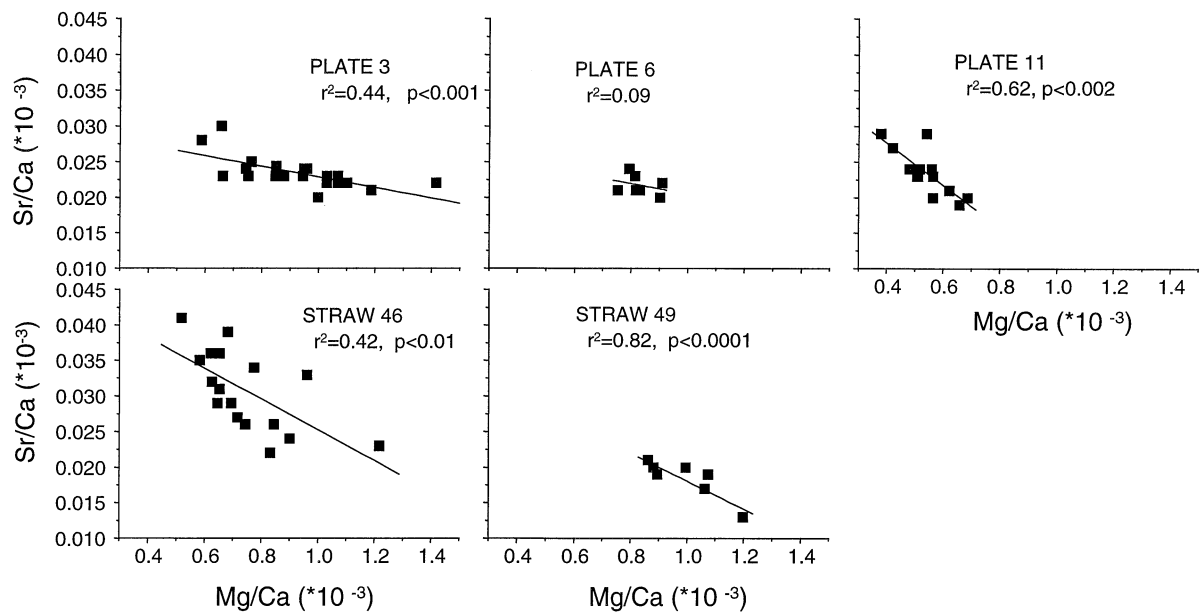 0.045
0.040
0.035
0.030
0.025
0.020
0.015
0.010
Sr/Ca (*10 -3)
PLATE 3
r2=0.44, p<0.001
PLATE 6
r2=0.09
PLATE 11
r2=0.62, p<0.002
0.4 0.6 0.8 1.0 1.2 1.4
Mg/Ca (*10 -3)
0.045
0.040
0.035
0.030
0.025
0.020
0.015
0.010
Sr/Ca (*10-3)
STRAW 46
r2=0.42, p<0.01
STRAW 49
r2=0.82, p<0.0001
0.4 0.6 0.8 1.0 1.2 1.4
0.4 0.6 0.8 1.0 1.2 1.4
Mg/Ca (*10 -3)
Mg/Ca (*10 -3)